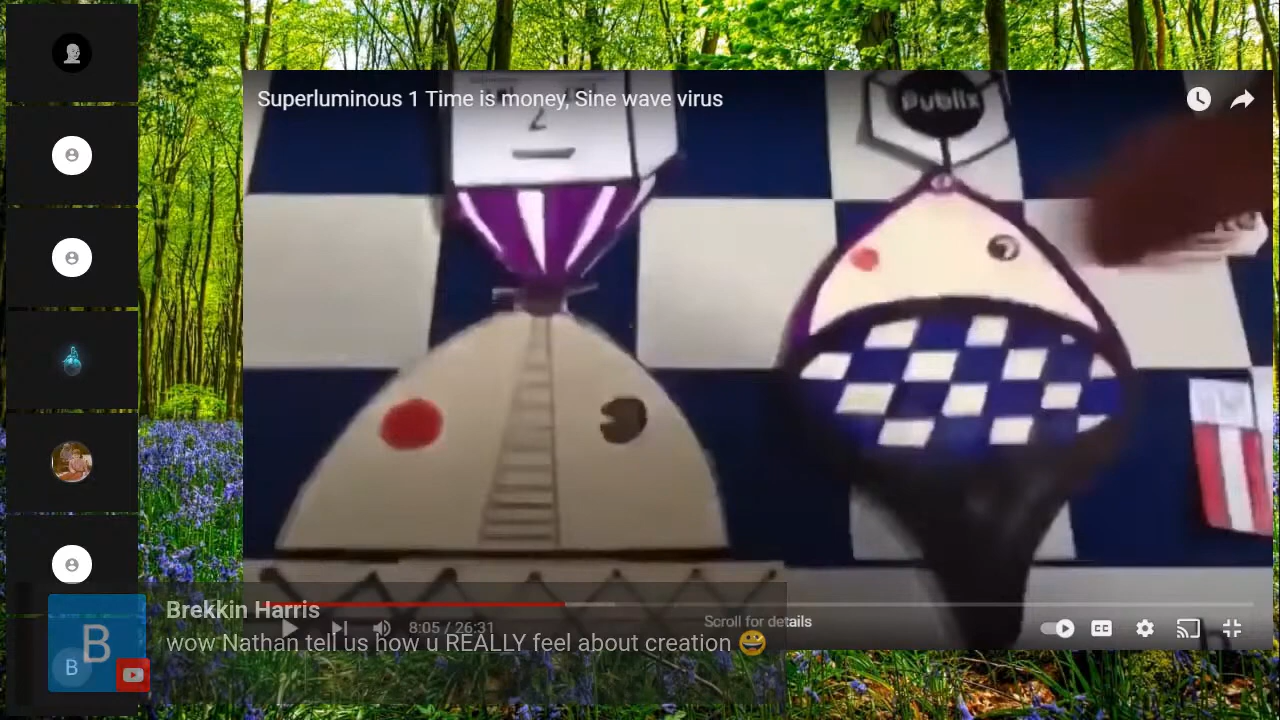 Superluminous 1 Time is money, Sine wave virus
Publix
Brekkin Harris
8:05 / 26:31
Scroll for details
CC
wow Nathan tell us how u REALLY feel about creation 😄
B
B